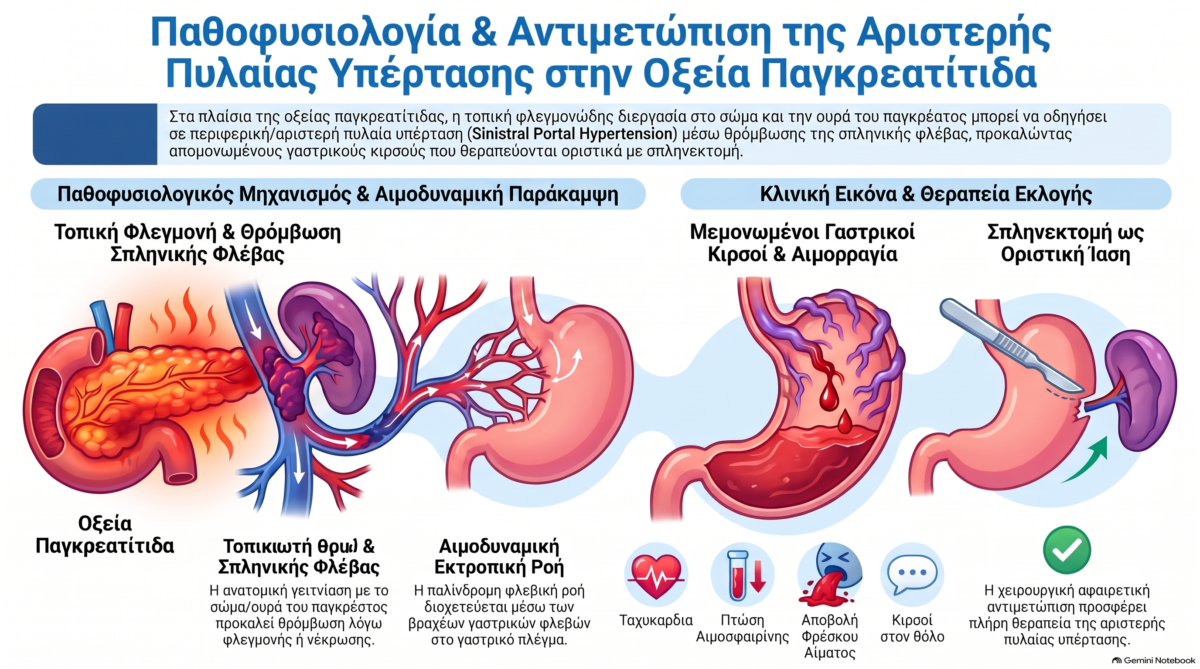 Παθοφυσιολογία & Αντιμετώπιση της Αριστερής
Πυλαίας Υπέρτασης στην Οξεία Παγκρεατίτιδα
Στα πλαίσια της οξείας παγκρεατίτιδας, η τοπική φλεγμονώδης διεργασία στο σώμα και την ουρά του παγκρέατος μπορεί να οδηγήσει
σε περιφερική/αριστερή πυλαία υπέρταση (Sinistral Portal Hypertension) μέσω θρόμβωσης της σπληνικής φλέβας, προκαλώντας
απομονωμένους γαστρικούς κιρσούς που θεραπεύονται οριστικά με σπληνεκτομή.
Παθοφυσιολογικός Μηχανισμός & Αιμοδυναμική Παράκαμψη
Τοπική Φλεγμονή & Θρόμβωση
Σπληνικής Φλέβας
Οξεία
Παγκρεατίτιδα
&
Σπληνικής Φλέβας
Η ανατομική γειτνίαση με το
σώμα/ουρά του παγκρέστος
προκαλεί θρόμβωση λόγω
φλεγμονής ή νέκρωσης.
Αιμοδυναμική
Εκτροπική Ροή
Η παλίνδρομη φλεβική ροή
διοχετεύεται μέσω των
βραχέων γαστρικών φλεβών
στο γαστρικό πλέγμα.
Κλινική Εικόνα & Θεραπεία Εκλογής
Μεμονωμένοι Γαστρικοί
Κιρσοί & Αιμορραγία
Ταχυκαρδια
Πτώση
Αιμοσφαιρίνης
Αποβολή
Φρέσκου
Αίματος
Κιρσοί
στον θόλο
Σπληνεκτομή ως
Οριστική Ίαση
Η χειρουργική αφαιρετική
αντιμετώπιση προσφέρει
πλήρη θεραπεία της αριστερής
πυλαίας υπέρτασης.
Gemini Notebook